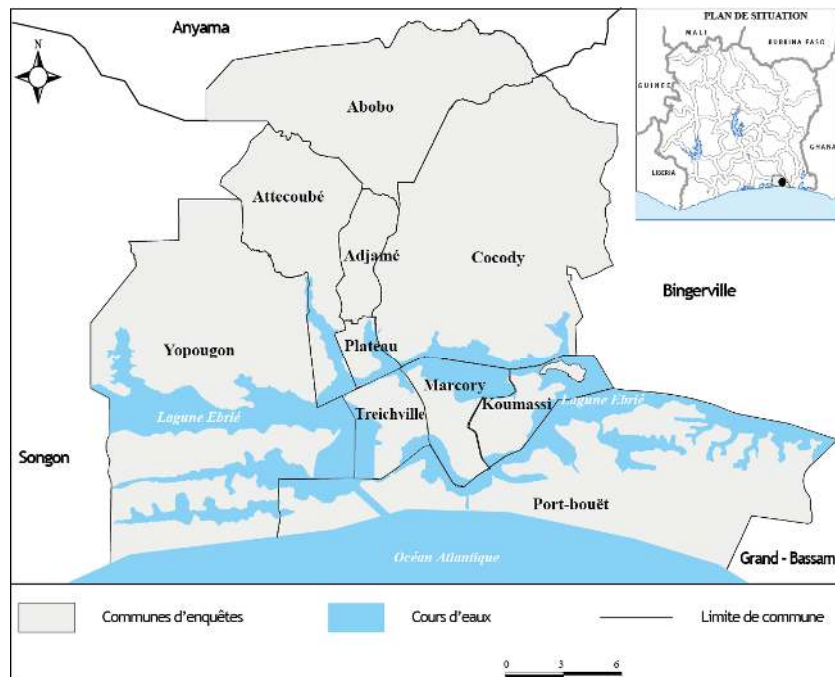 Anyama
PLAN DE SITUATION
MALI
BURKINA FASO
N
GUINEE
GHANA
LIBERIA
Abobo
Attecoubé
Adjamé
Cocody
Bingerville
Yopougon
Plateau
Marcory
Koumassi
Treichville
Lagune Ebrié
Lagune Ebrié
Songon
Port-bouët
Océan Atlantique
Grand - Bassam
Communes d'enquêtes
Cours d'eaux
Limite de commune
0 3 6